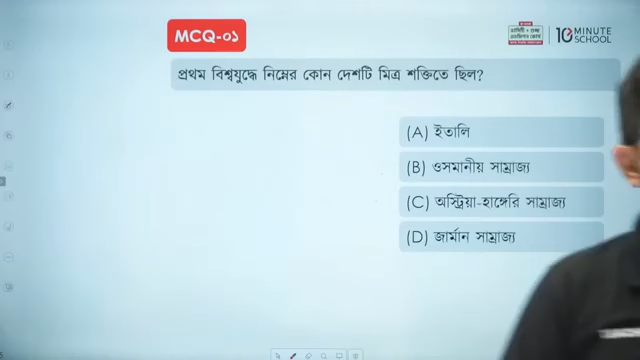 MCQ-০১
10 MINUTE SCHOOL
প্রথম বিশ্বযুদ্ধে নিম্নের কোন দেশটি মিত্র শক্তিতে ছিল?
(A) ইতালি
(B) ওসমানীয় সাম্রাজ্য
(C) অস্ট্রিয়া-হাঙ্গেরি সাম্রাজ্য
(D) জার্মান সাম্রাজ্য